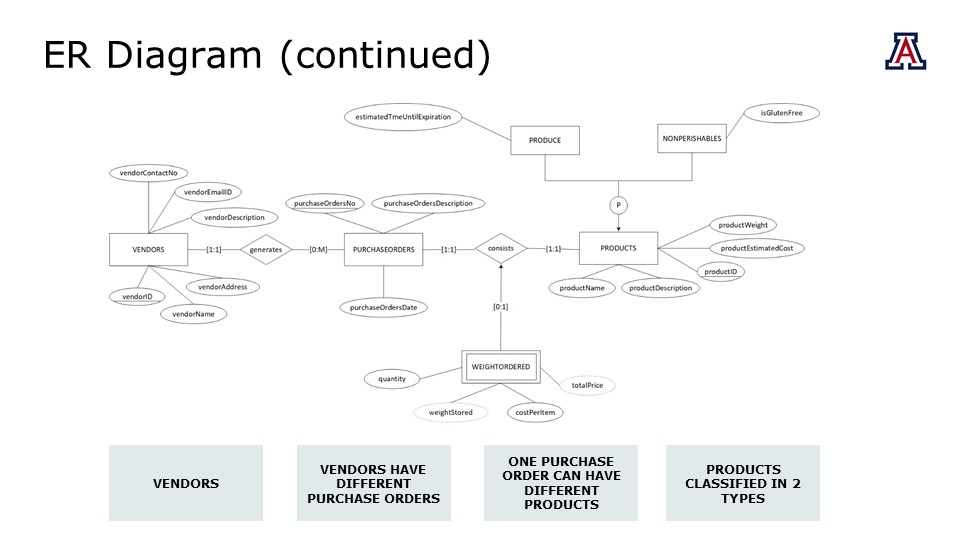 ER Diagram (continued)
A
estimatedTmeUntilExpiration
PRODUCE
NONPERISHABLES
isGlutenFree
P
vendorContactNo
vendorEmailID
vendorDescription
VENDORS
[1:1]
generates
[0:M]
purchaseOrdersNo
purchaseOrdersDescription
PURCHASEORDERS
[1:1]
consists
[1:1]
PRODUCTS
productWeight
productEstimatedCost
productID
productName
productDescription
vendorID
vendorAddress
vendorName
purchaseOrdersDate
[0:1]
WEIGHTORDERED
quantity
totalPrice
weightStored
costPerItem
VENDORS
VENDORS HAVE
DIFFERENT
PURCHASE ORDERS
ONE PURCHASE
ORDER CAN HAVE
DIFFERENT
PRODUCTS
PRODUCTS
CLASSIFIED IN 2
TYPES